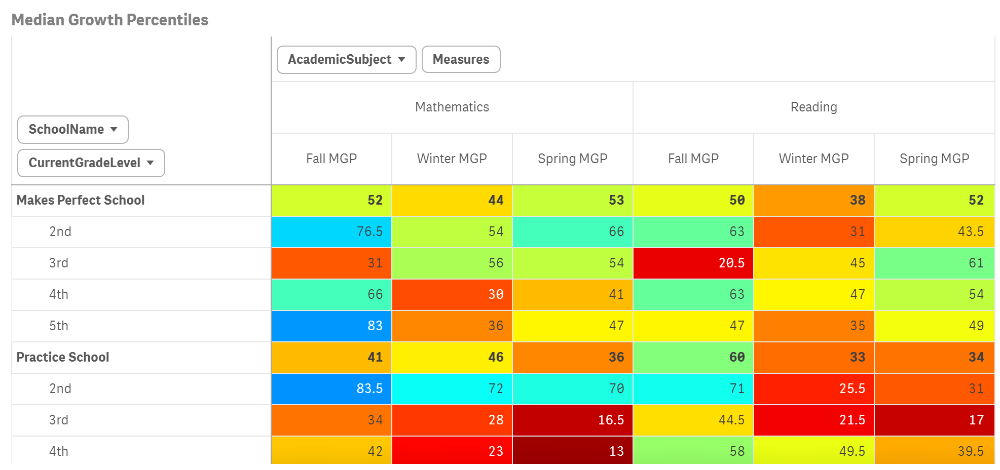 Median Growth Percentiles
AcademicSubject Measures
Mathematics Reading
SchoolName
CurrentGradeLevel
Fall MGP Winter MGP Spring MGP Fall MGP Winter MGP Spring MGP
Makes Perfect School 52 44 53 50 38 52
2nd 76.5 54 66 63 31 43.5
3rd 31 56 54 20.5 45 61
4th 66 30 41 63 47 54
5th 83 36 47 47 35 49
Practice School 41 46 36 60 33 34
2nd 83.5 72 70 71 25.5 31
3rd 34 28 16.5 44.5 21.5 17
4th 42 23 13 58 49.5 39.5